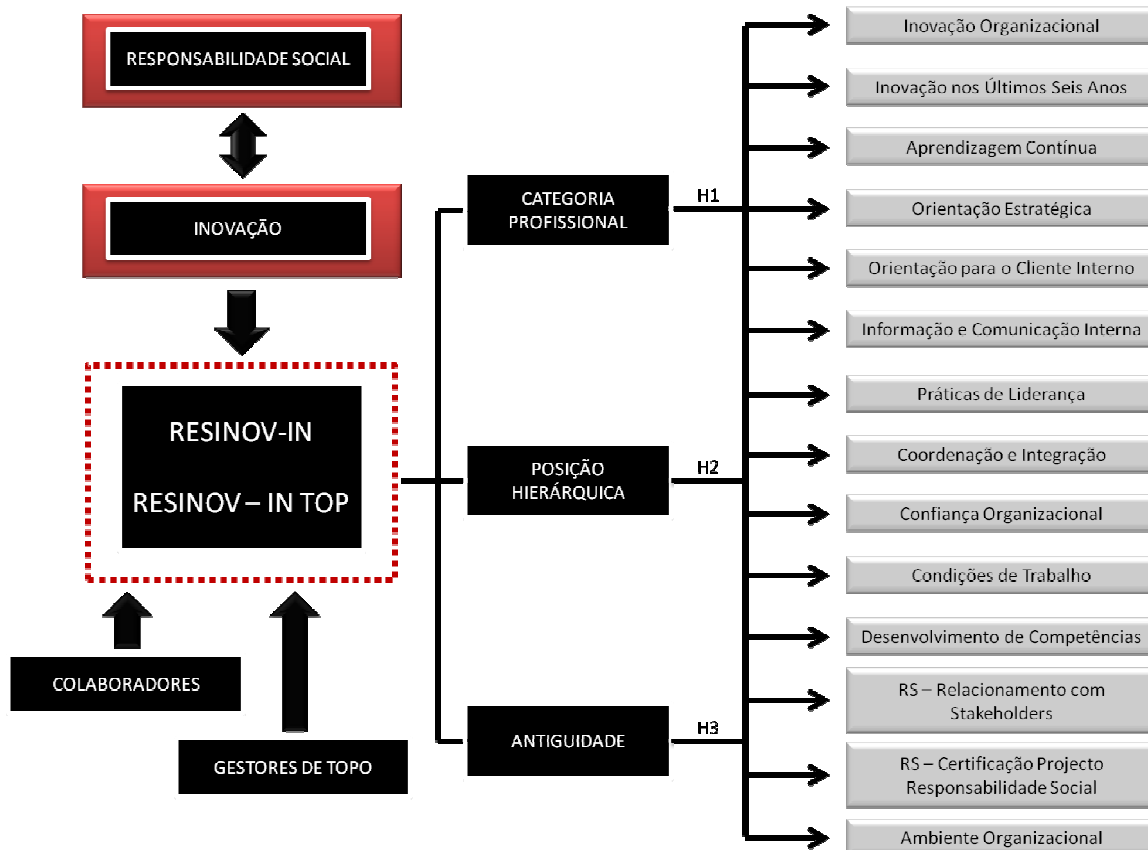 RESPONSABILIDADE SOCIAL
INOVAÇÃO
RESINOV-IN
RESINOV – IN TOP
COLABORADORES
GESTORES DE TOPO
CATEGORIA
PROFISSIONAL
H1
POSIÇÃO
HIERÁRQUICA
H2
ANTIGUIDADE
H3
Inovação Organizacional
Inovação nos Últimos Seis Anos
Aprendizagem Contínua
Orientação Estratégica
Orientação para o Cliente Interno
Informação e Comunicação Interna
Práticas de Liderança
Coordenação e Integração
Confiança Organizacional
Condições de Trabalho
Desenvolvimento de Competências
RS – Relacionamento com
Stakeholders
RS – Certificação Projecto
Responsabilidade Social
Ambiente Organizacional